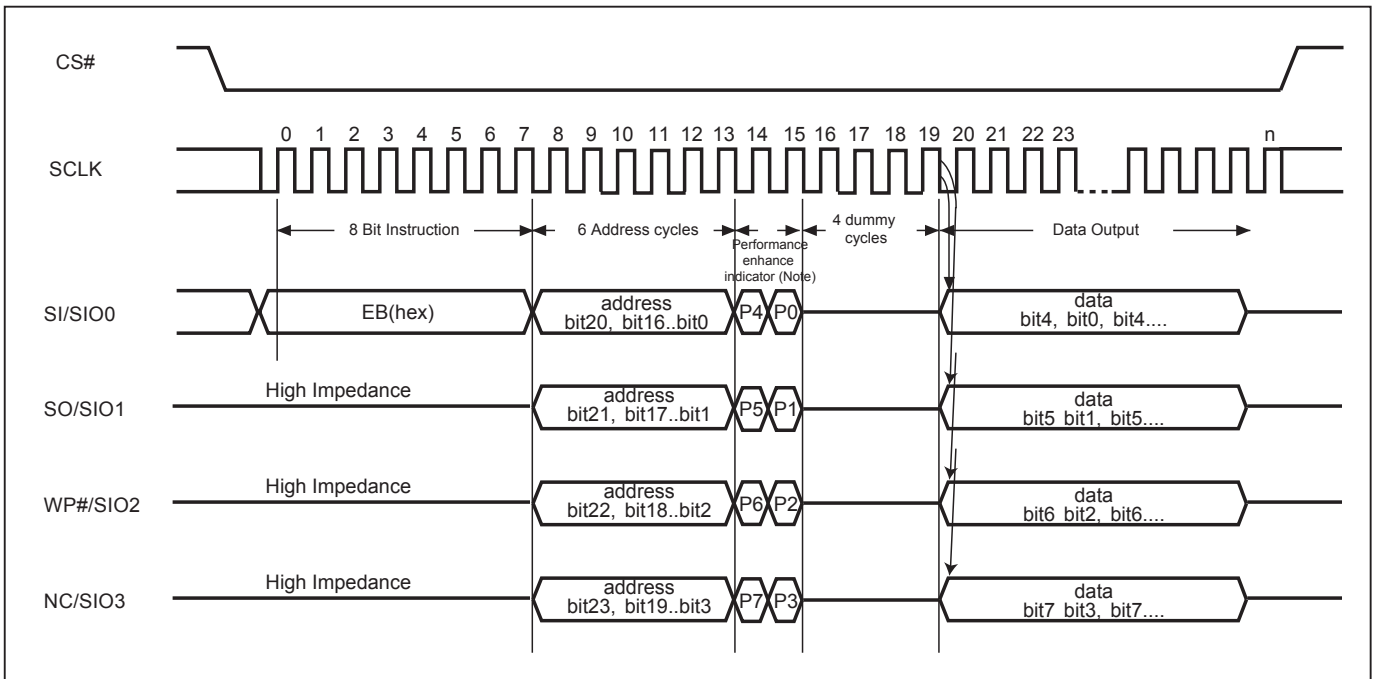 CS#
0 1 2 3 4 5 6 7 8 9 10 11 12 13 14 15 16 17 18 19 20 21 22 23 n
SCLK
8 Bit Instruction
6 Address cycles
Performance
enhance
indicator (Note)
4 dummy
cycles
Data Output
SI/SIO0
EB(hex)
address
bit20, bit16..bit0
P4 P0
data
bit4, bit0, bit4....
SO/SIO1
High Impedance
address
bit21, bit17..bit1
P5 P1
data
bit5 bit1, bit5....
WP#/SIO2
High Impedance
address
bit22, bit18..bit2
P6 P2
data
bit6 bit2, bit6....
NC/SIO3
High Impedance
address
bit23, bit19..bit3
P7 P3
data
bit7 bit3, bit7....